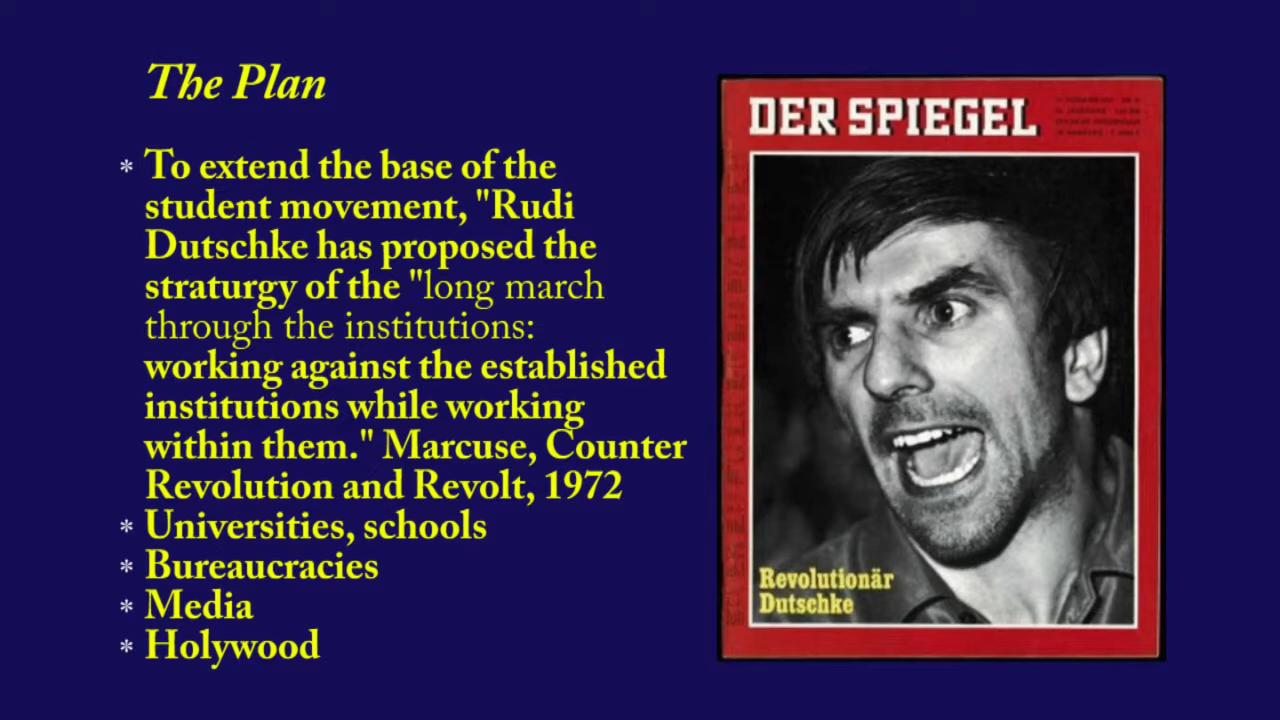 The Plan
* To extend the base of the
student movement, "Rudi
Dutschke has proposed the
straturgy of the "long march
through the institutions:
working against the established
institutions while working
within them." Marcuse, Counter
Revolution and Revolt, 1972
* Universities, schools
* Bureaucracies
* Media
* Holywood
DER SPIEGEL
Revolutionär
Dutschke